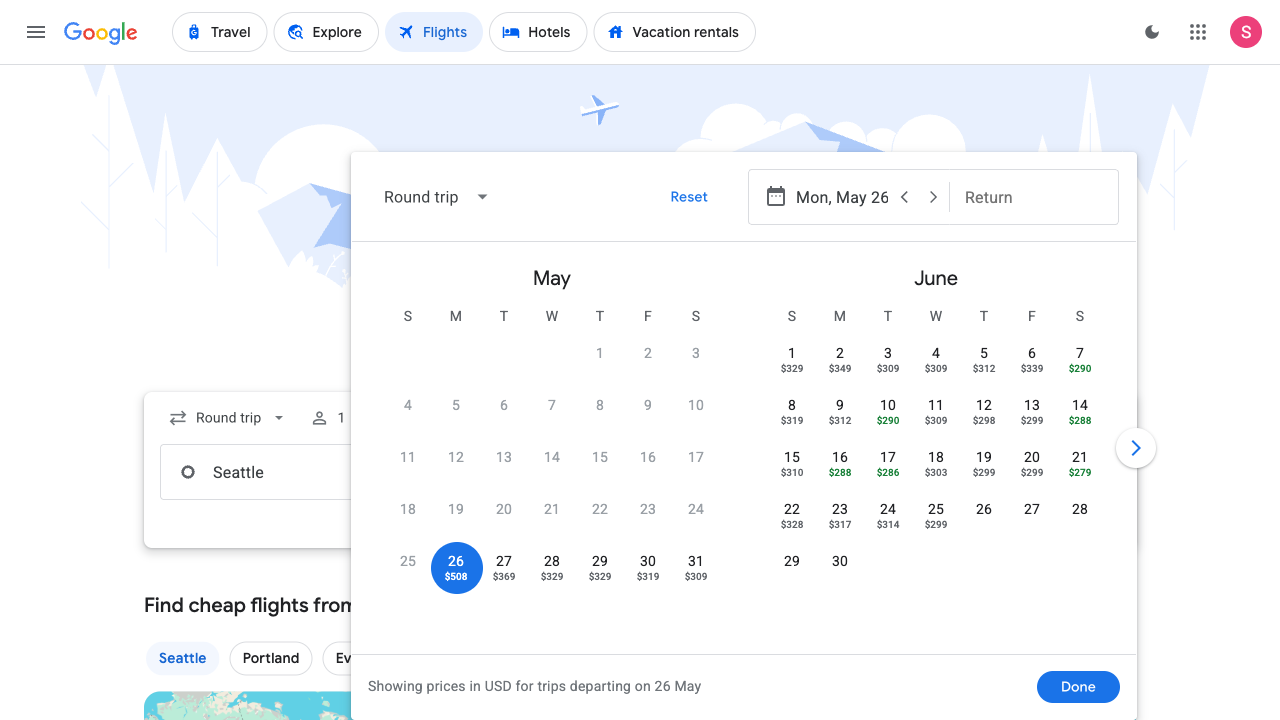 Google Travel Explore Flights Hotels Vacation rentals S
Round trip Reset Mon, May 26 Return
May June
S M T W T F S S M T W T F S
1 2 3 1 2 3 4 5 6 7
$329 $349 $309 $309 $312 $339 $290
4 5 6 7 8 9 10 8 9 10 11 12 13 14
$319 $312 $290 $309 $298 $299 $288
Round trip 1
11 12 13 14 15 16 17 15 16 17 18 19 20 21
$310 $288 $286 $303 $299 $299 $279
Seattle
18 19 20 21 22 23 24 22 23 24 25 26 27 28
$328 $317 $314 $299
25 26 27 28 29 30 31 29 30
$508 $369 $329 $329 $319 $309
Find cheap flights from
Seattle Portland Ev
Showing prices in USD for trips departing on 26 May Done